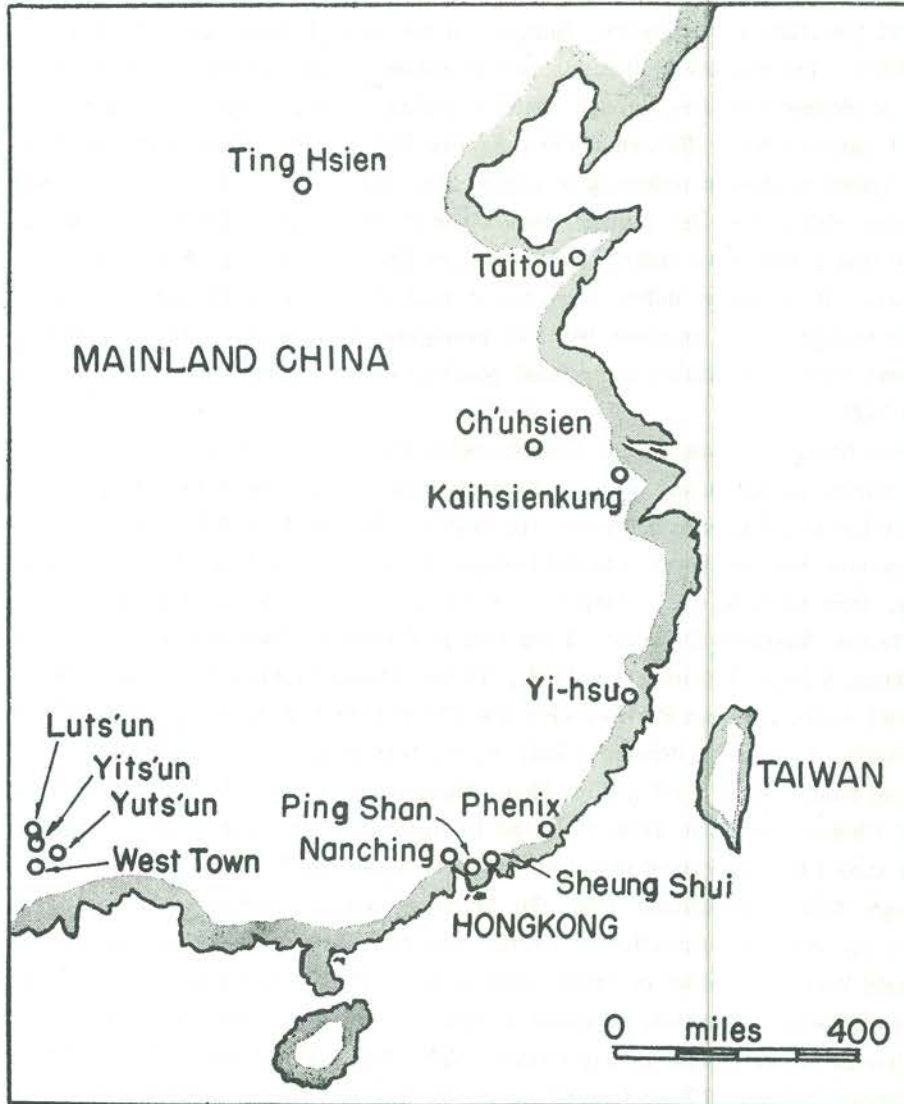 Ting Hsien
Taitou
MAINLAND CHINA
Ch'uhsien
Kaihsienkung
Yi-hsu
Luts'un
Yits'un
Yuts'un
West Town
TAIWAN
Ping Shan
Phenix
Nanching
Sheung Shui
HONGKONG
0 miles 400